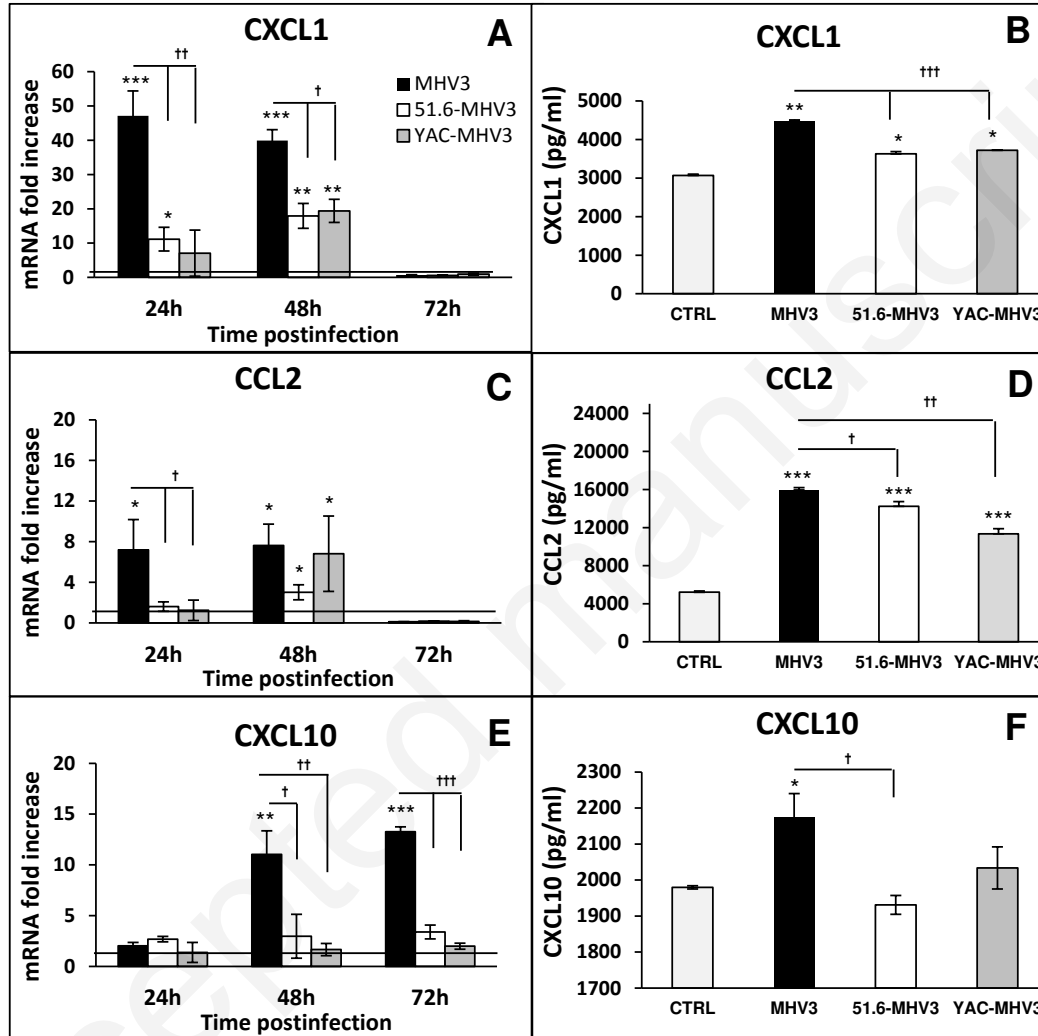 CXCL1
A
mRNA fold increase
60
50
40
30
20
10
0
***
*
††
***
**
**
†
MHV3
51.6-MHV3
YAC-MHV3
24h
48h
72h
Time postinfection
CXCL1
B
CXCL1 (pg/ml)
5000
4000
3000
2000
1000
0
**
*
*
†††
CTRL
MHV3
51.6-MHV3
YAC-MHV3
CCL2
C
mRNA fold increase
20
16
12
8
4
0
*
†
*
*
*
24h
48h
72h
Time postinfection
CCL2
D
CCL2 (pg/ml)
24000
20000
16000
12000
8000
4000
0
***
***
***
†
††
CTRL
MHV3
51.6-MHV3
YAC-MHV3
CXCL10
E
mRNA fold increase
20
15
10
5
0
**
†
††
***
†††
24h
48h
72h
Time postinfection
CXCL10
F
CXCL10 (pg/ml)
2300
2200
2100
2000
1900
1800
1700
*
†
CTRL
MHV3
51.6-MHV3
YAC-MHV3
epted manuscri